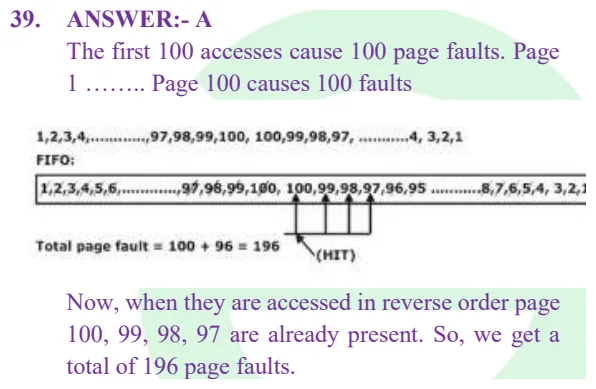 39. ANSWER:- A
The first 100 accesses cause 100 page faults. Page
1 …….. Page 100 causes 100 faults
1,2,3,4,............,97,98,99,100, 100,99,98,97, ...........4, 3,2,1
FIFO:
1,2,3,4,5,6,.............,97,98,99,100, 100,99,98,97,96,95 ...........8,7,6,5,4, 3,2,1
Total page fault = 100 + 96 = 196
(HIT)
Now, when they are accessed in reverse order page
100, 99, 98, 97 are already present. So, we get a
total of 196 page faults.